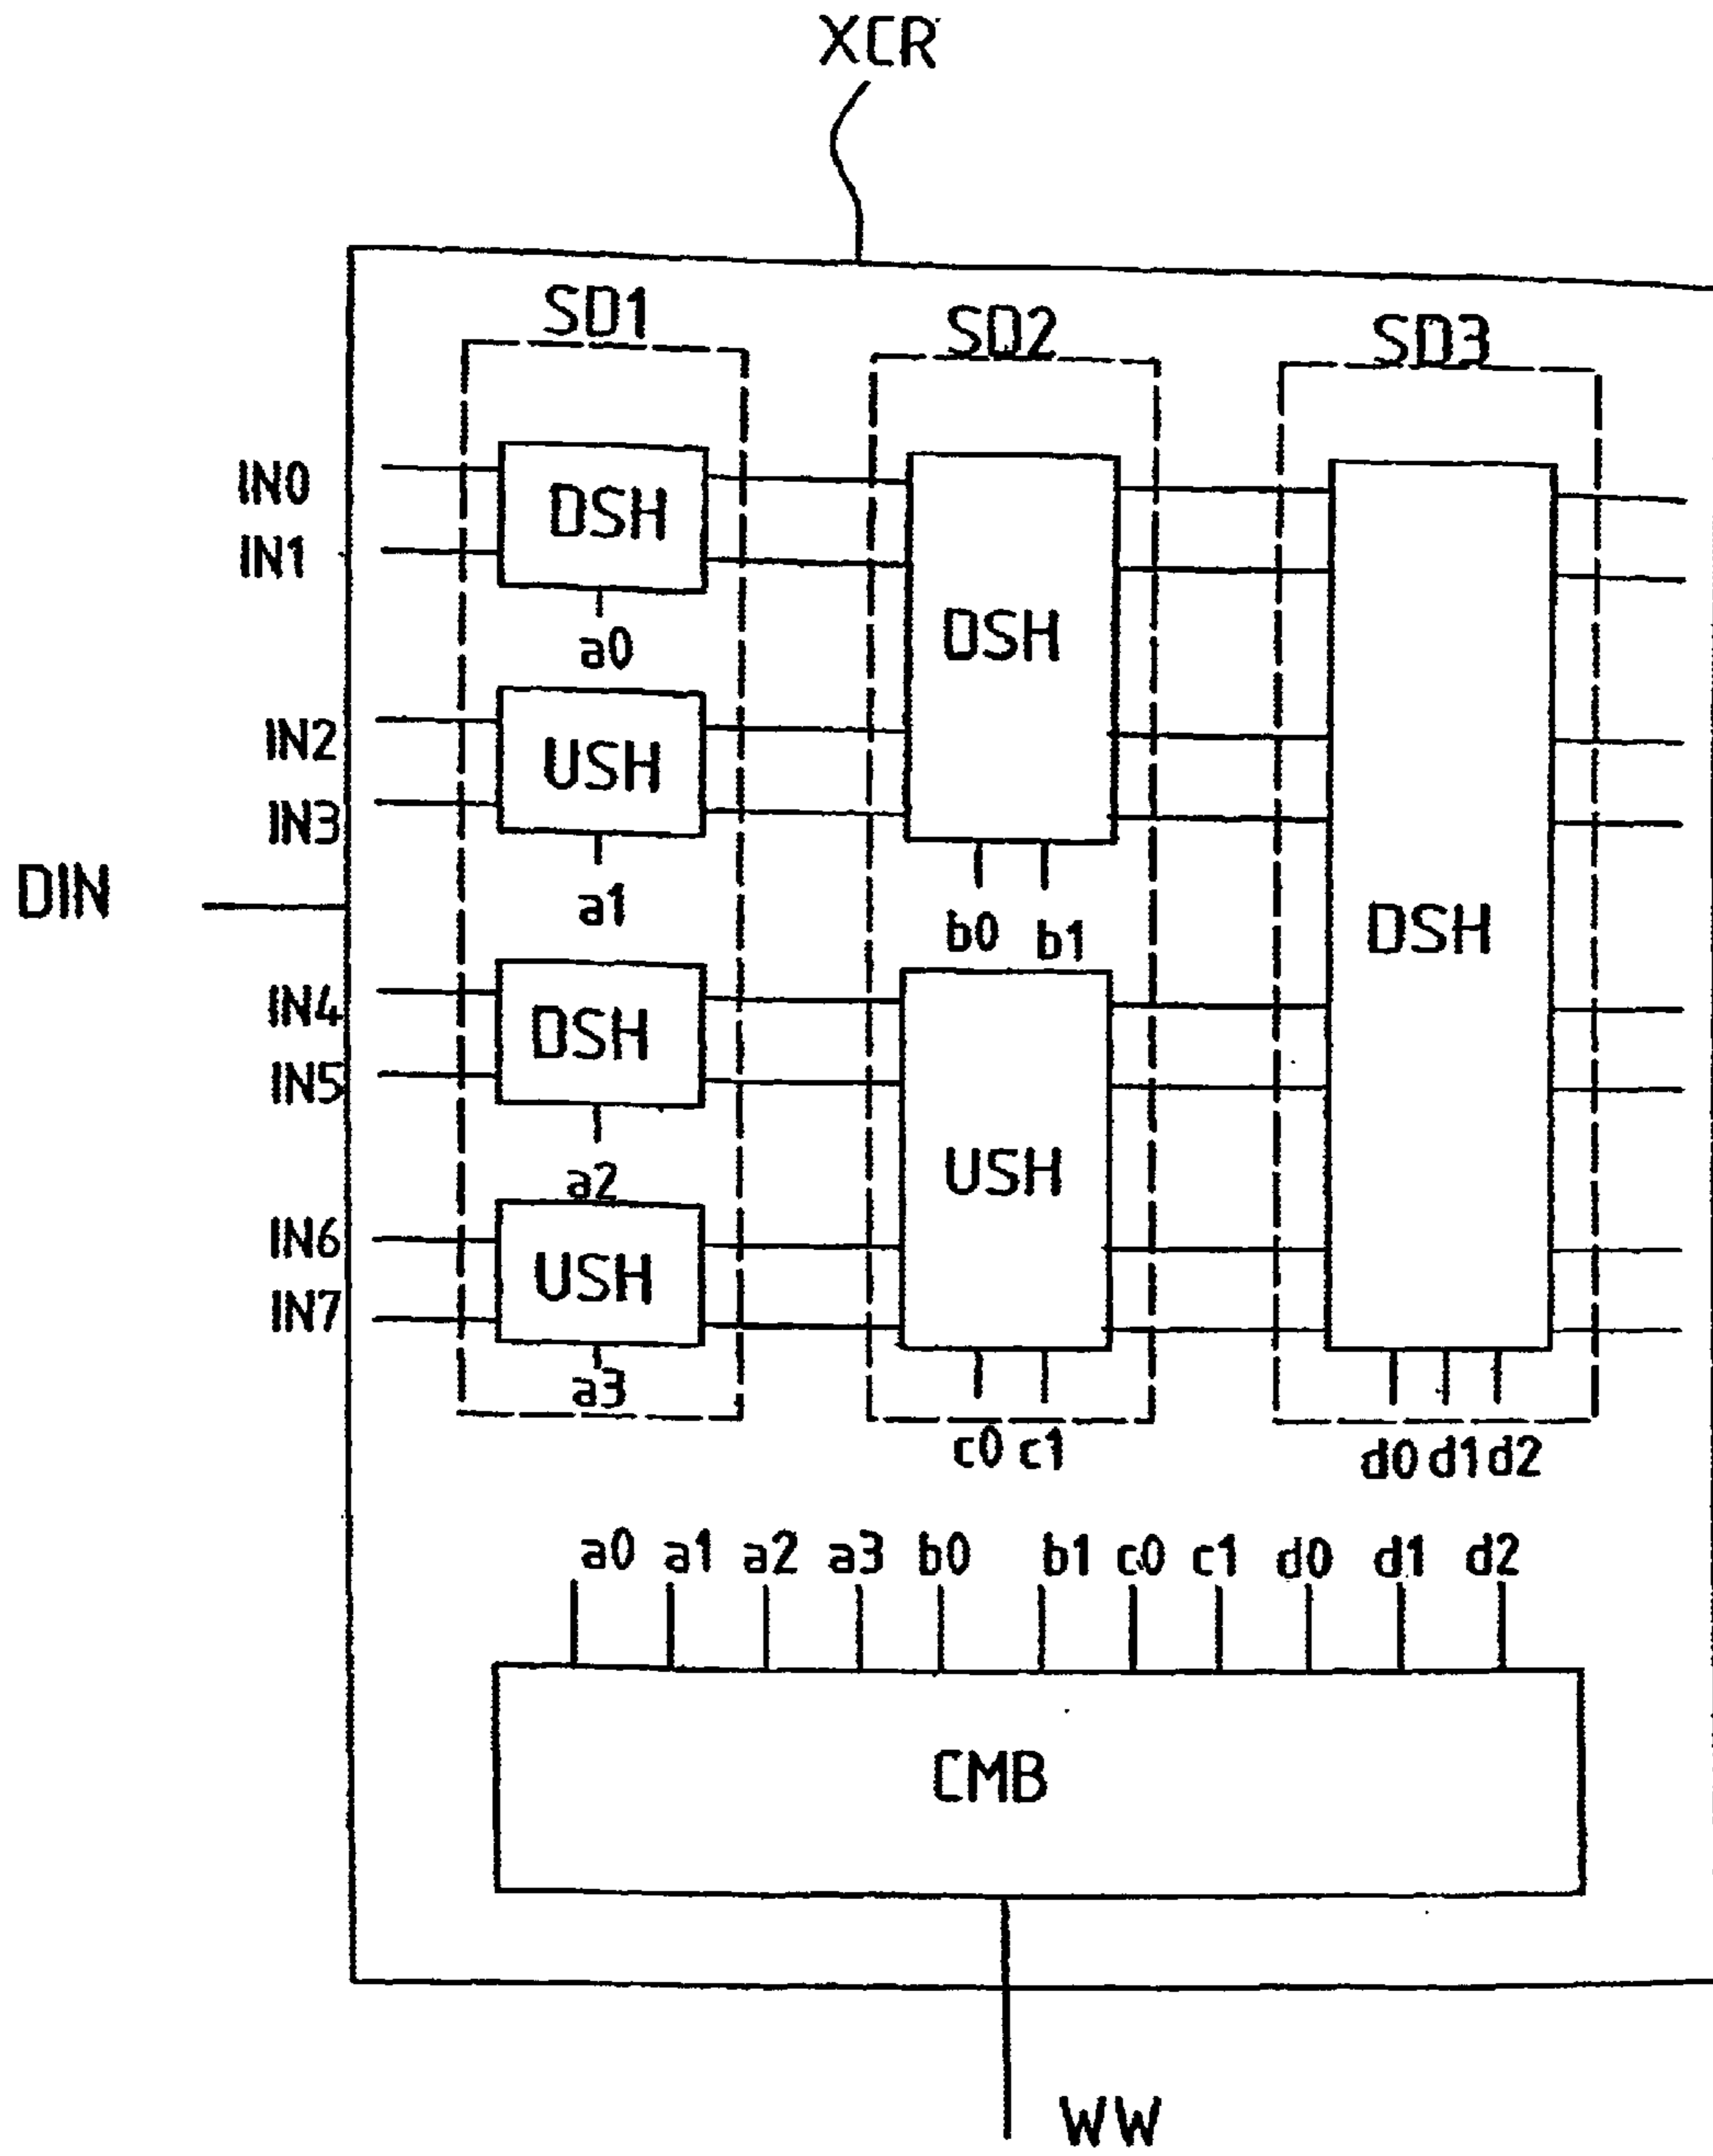 XCR
SD1 SD2 SD3
IN0
DSH
IN1
DSH
a0
IN2
USH
IN3
DIN
a1
b0 b1
DSH
IN4
DSH
IN5
a2
USH
IN6
USH
IN7
a3
c0 c1
d0 d1 d2
a0 a1 a2 a3 b0 b1 c0 c1 d0 d1 d2
CMB
WW